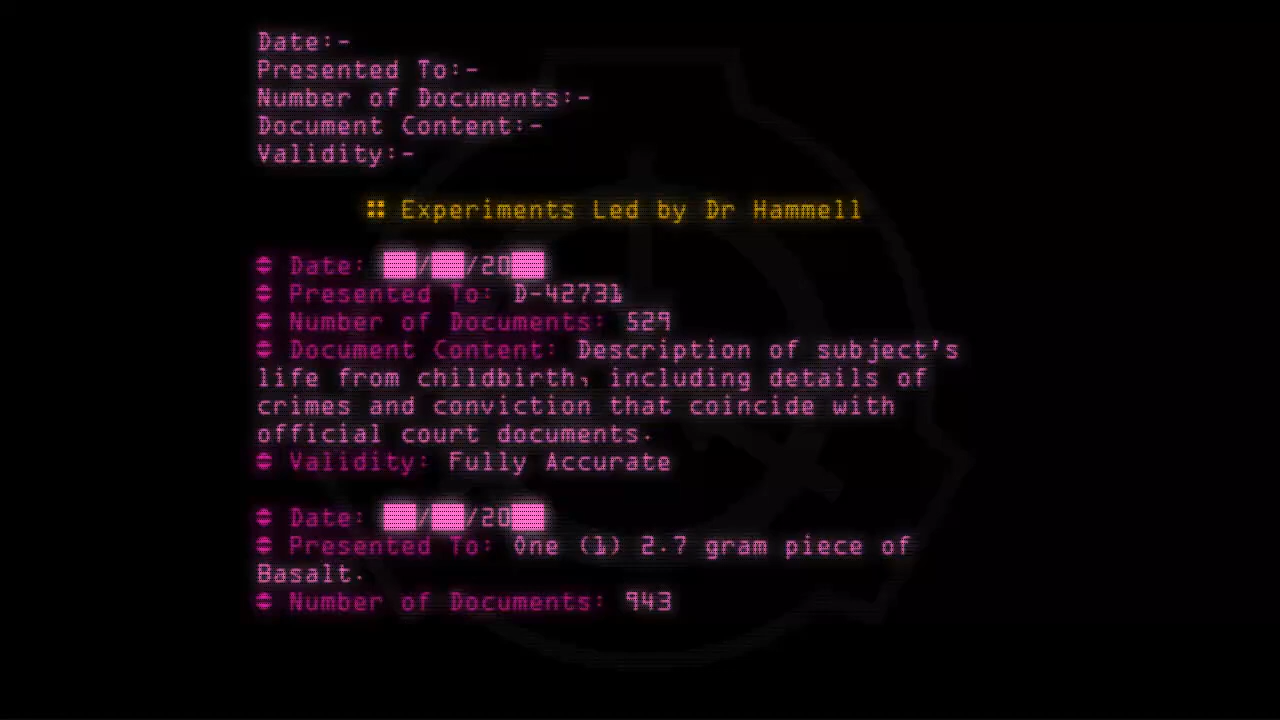 Date:-
Presented To:-
Number of Documents:-
Document Content:-
Validity:-
Experiments Led by Dr Hammell
Date: ██/██/20██
Presented To: D-42731
Number of Documents: 529
Document Content: Description of subject's
life from childbirth, including details of
crimes and conviction that coincide with
official court documents.
Validity: Fully Accurate
Date: ██/██/20██
Presented To: One (1) 2.7 gram piece of
Basalt.
Number of Documents: 943